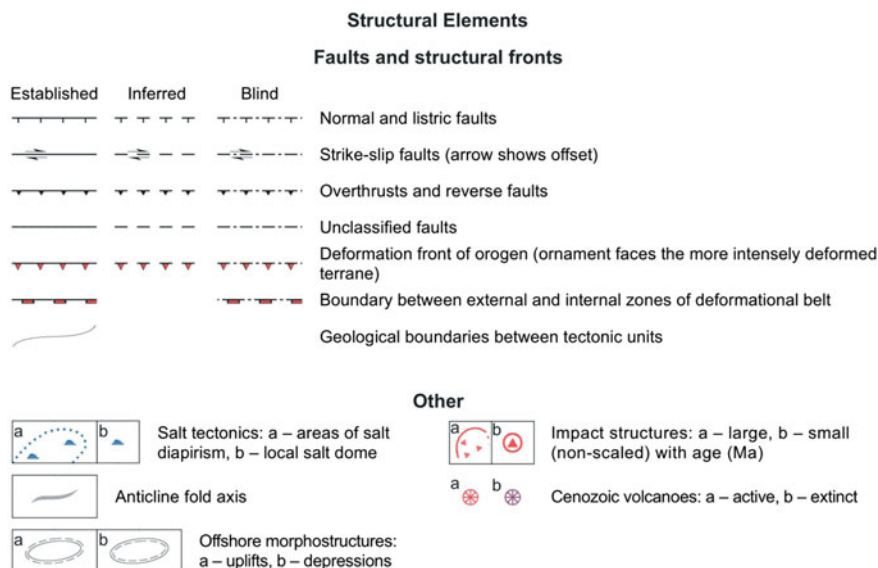 Structural Elements
Faults and structural fronts
Established Inferred Blind
Normal and listric faults
Strike-slip faults (arrow shows offset)
Overthrusts and reverse faults
Unclassified faults
Deformation front of orogen (ornament faces the more intensely deformed
terrane)
Boundary between external and internal zones of deformational belt
Geological boundaries between tectonic units
Other
a b
Salt tectonics: a – areas of salt
diapirism, b – local salt dome
a b
Impact structures: a – large, b – small
(non-scaled) with age (Ma)
Anticline fold axis
a b
Cenozoic volcanoes: a – active, b – extinct
a b
Offshore morphostructures:
a – uplifts, b – depressions